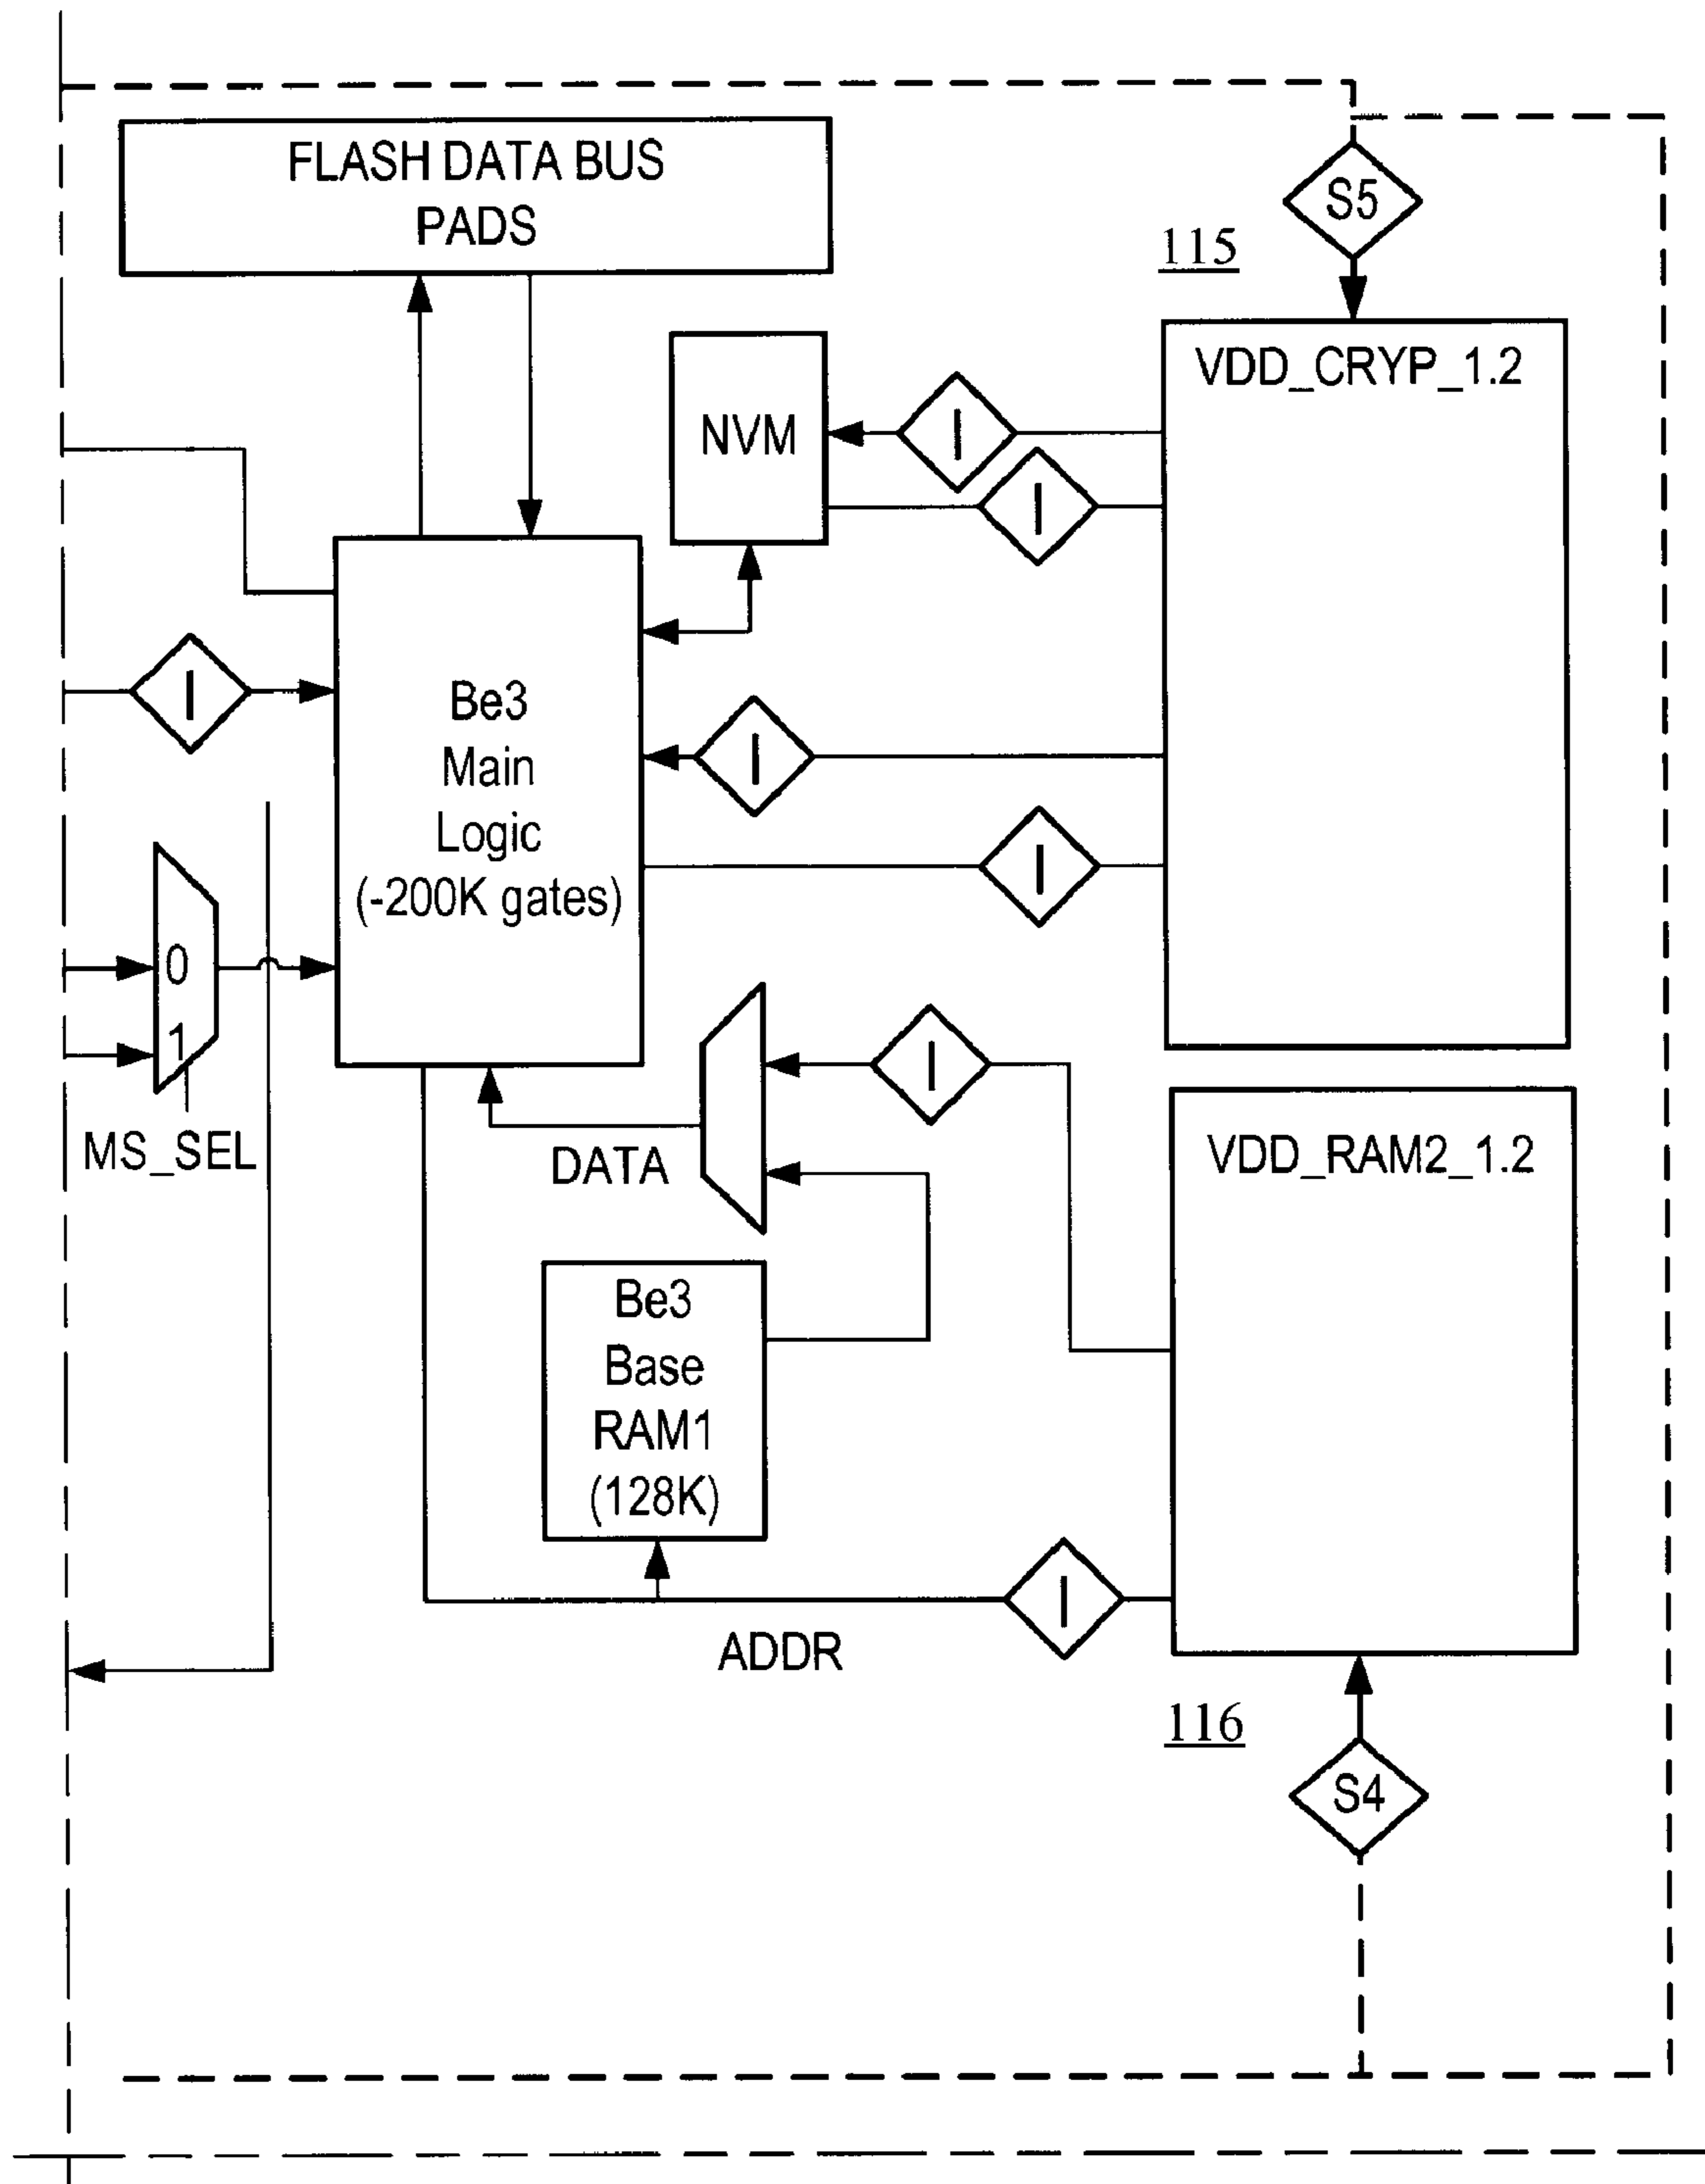 FLASH DATA BUS
PADS
S5
115
VDD_CRYP_1.2
NVM
I
I
I
Be3
Main
Logic
(-200K gates)
I
I
0
1
MS_SEL
I
DATA
VDD_RAM2_1.2
Be3
Base
RAM1
(128K)
I
ADDR
116
S4